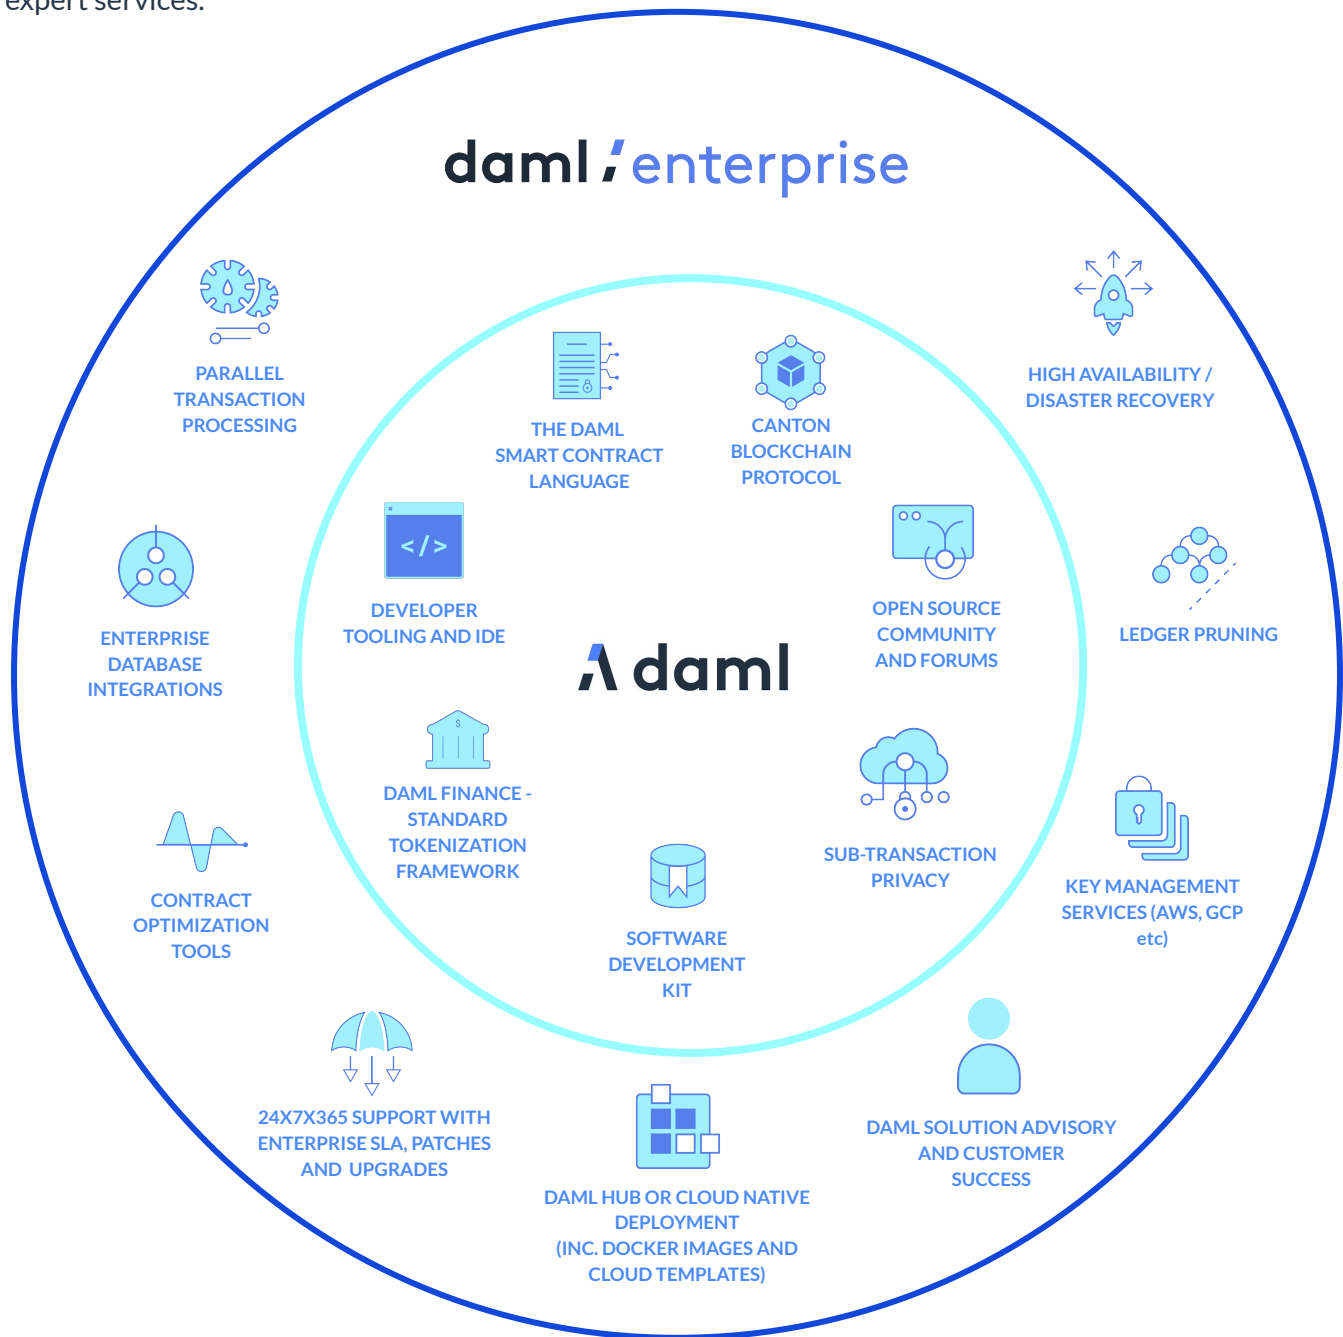 expert services.
daml enterprise
PARALLEL
TRANSACTION
PROCESSING
HIGH AVAILABILITY /
DISASTER RECOVERY
THE DAML
SMART CONTRACT
LANGUAGE
CANTON
BLOCKCHAIN
PROTOCOL
</>
DEVELOPER
TOOLING AND IDE
OPEN SOURCE
COMMUNITY
AND FORUMS
ENTERPRISE
DATABASE
INTEGRATIONS
LEDGER PRUNING
daml
$
DAML FINANCE -
STANDARD
TOKENIZATION
FRAMEWORK
SUB-TRANSACTION
PRIVACY
CONTRACT
OPTIMIZATION
TOOLS
KEY MANAGEMENT
SERVICES (AWS, GCP
etc)
SOFTWARE
DEVELOPMENT
KIT
24X7X365 SUPPORT WITH
ENTERPRISE SLA, PATCHES
AND UPGRADES
DAML SOLUTION ADVISORY
AND CUSTOMER
SUCCESS
DAML HUB OR CLOUD NATIVE
DEPLOYMENT
(INC. DOCKER IMAGES AND
CLOUD TEMPLATES)